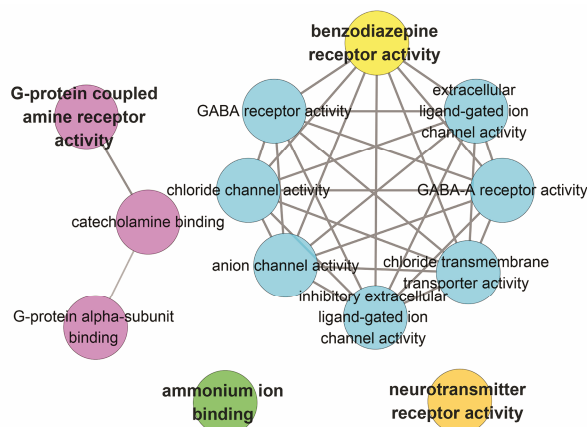 benzodiazepine
receptor activity
G-protein coupled
amine receptor
activity
GABA receptor activity
extracellular
ligand-gated ion
channel activity
chloride channel activity
GABA-A receptor activity
catecholamine binding
anion channel activity
chloride transmembrane
transporter activity
inhibitory extracellular
ligand-gated ion
channel activity
G-protein alpha-subunit
binding
ammonium ion
binding
neurotransmitter
receptor activity